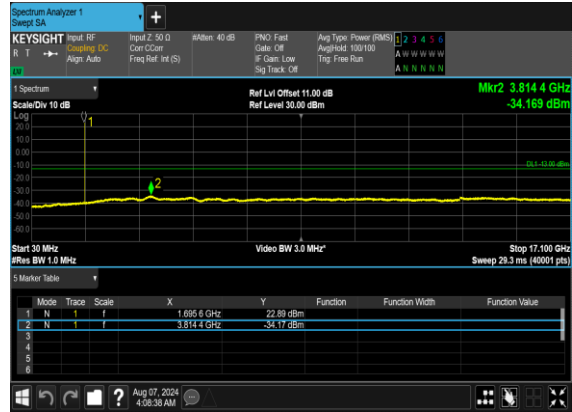 Spectrum Analyzer 1
Swept SA
+
KEYSIGHT Input: RF Input Z: 50 Ω #Atten: 40 dB PNO: Fast Avg Type: Power (RMS) 1 2 3 4 5 6
R T Coupling: DC Corr CCorr Gate: Off Avg|Hold: 100/100 A W W W W W
Align: Auto Freq Ref: Int (S) IF Gain: Low Trig: Free Run
Sig Track: Off A N N N N N
1 Spectrum Ref Lvl Offset 11.00 dB Mkr2 3.814 4 GHz
Scale/Div 10 dB Ref Level 30.00 dBm -34.169 dBm
Log
1
20.0
10.0
0.00
-10.0
DL1 -13.00 dBm
-20.0
2
-30.0
-40.0
-50.0
-60.0
Start 30 MHz Video BW 3.0 MHz* Stop 17.100 GHz
#Res BW 1.0 MHz Sweep 29.3 ms (40001 pts)
5 Marker Table
Mode Trace Scale X Y Function Function Width Function Value
1 N 1 f 1.695 6 GHz 22.89 dBm
2 N 1 f 3.814 4 GHz -34.17 dBm
3
4
5
6
? Aug 07, 2024
4:08:38 AM